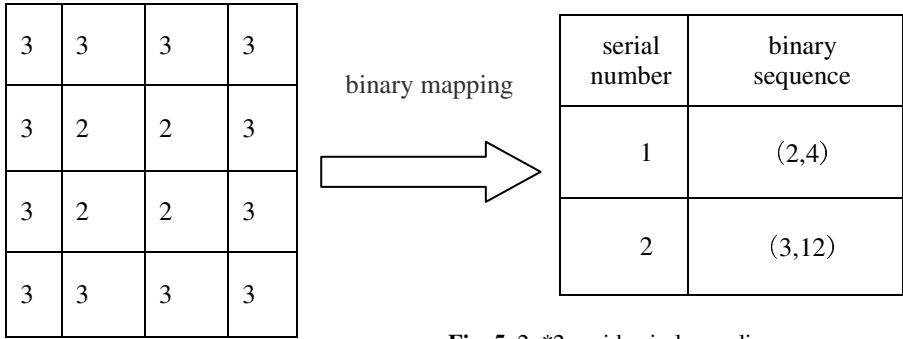 3 3 3 3
3 2 2 3
3 2 2 3
3 3 3 3
binary mapping
serial number binary sequence
1 (2,4)
2 (3,12)